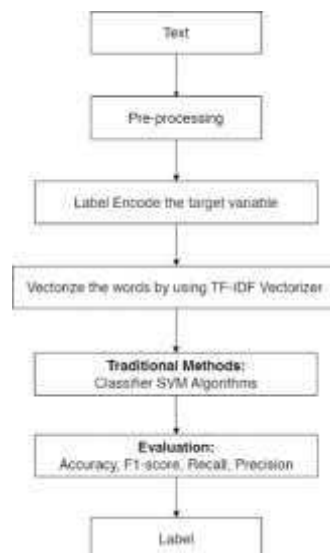 Text
Pre-processing
Label Encode the target variable
Vectorize the words by using TF-IDF Vectorizer
Traditional Methods:
Classifier SVM Algorithms
Evaluation:
Accuracy, F1-score, Recall, Precision
Label